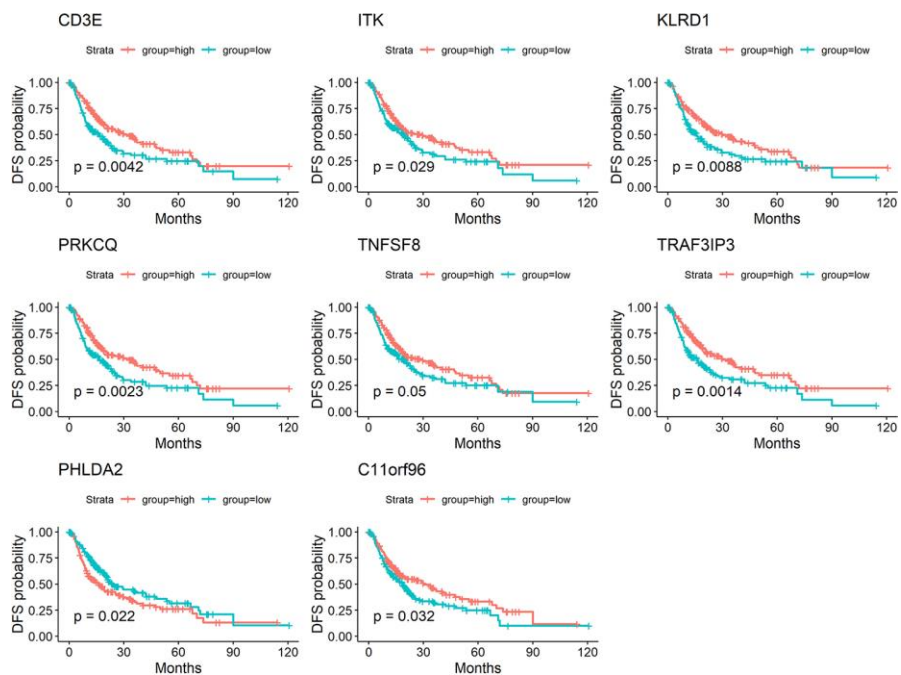 CD3E
Strata group=high group=low
DFS probability
1.00
0.75
0.50
0.25
0.00
p = 0.0042
0 30 60 90 120
Months
ITK
Strata group=high group=low
DFS probability
1.00
0.75
0.50
0.25
0.00
p = 0.029
0 30 60 90 120
Months
KLRD1
Strata group=high group=low
DFS probability
1.00
0.75
0.50
0.25
0.00
p = 0.0088
0 30 60 90 120
Months
PRKCQ
Strata group=high group=low
DFS probability
1.00
0.75
0.50
0.25
0.00
p = 0.0023
0 30 60 90 120
Months
TNFSF8
Strata group=high group=low
DFS probability
1.00
0.75
0.50
0.25
0.00
p = 0.05
0 30 60 90 120
Months
TRAF3IP3
Strata group=high group=low
DFS probability
1.00
0.75
0.50
0.25
0.00
p = 0.0014
0 30 60 90 120
Months
PHLDA2
Strata group=high group=low
DFS probability
1.00
0.75
0.50
0.25
0.00
p = 0.022
0 30 60 90 120
Months
C11orf96
Strata group=high group=low
DFS probability
1.00
0.75
0.50
0.25
0.00
p = 0.032
0 30 60 90 120
Months